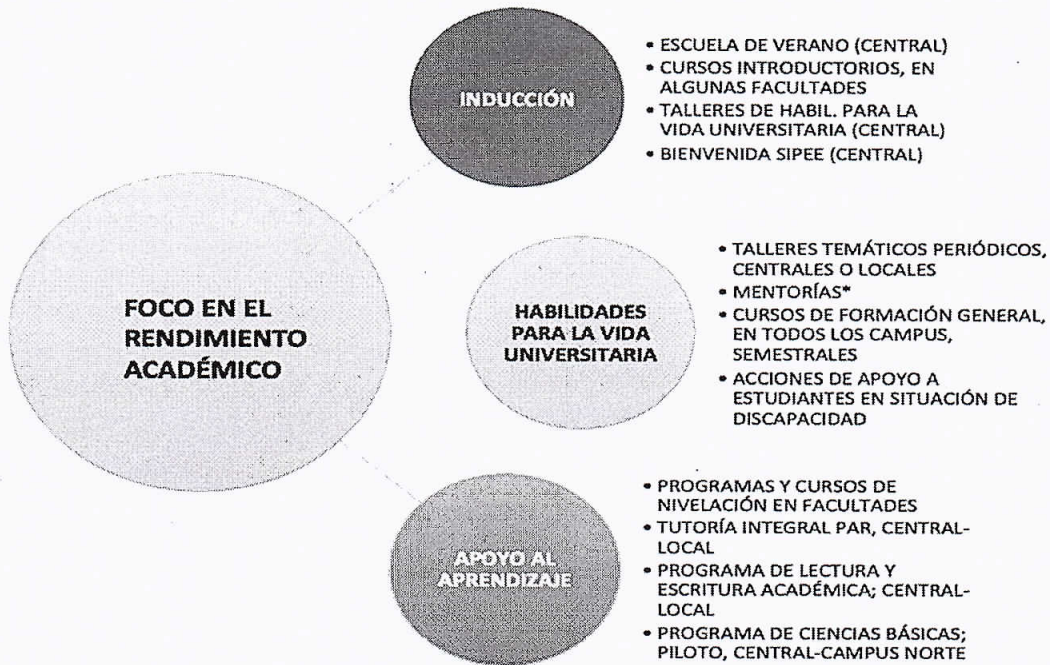 INDUCCIÓN
• ESCUELA DE VERANO (CENTRAL)
• CURSOS INTRODUCTORIOS, EN
ALGUNAS FACULTADES
• TALLERES DE HABIL. PARA LA
VIDA UNIVERSITARIA (CENTRAL)
• BIENVENIDA SIPEE (CENTRAL)
FOCO EN EL
RENDIMIENTO
ACADÉMICO
HABILIDADES
PARA LA VIDA
UNIVERSITARIA
• TALLERES TEMÁTICOS PERIÓDICOS,
CENTRALES O LOCALES
• MENTORÍAS*
• CURSOS DE FORMACIÓN GENERAL,
EN TODOS LOS CAMPUS,
SEMESTRALES
• ACCIONES DE APOYO A
ESTUDIANTES EN SITUACIÓN DE
DISCAPACIDAD
APOYO AL
APRENDIZAJE
• PROGRAMAS Y CURSOS DE
NIVELACIÓN EN FACULTADES
• TUTORÍA INTEGRAL PAR, CENTRAL-
LOCAL
• PROGRAMA DE LECTURA Y
ESCRITURA ACADÉMICA; CENTRAL-
LOCAL
• PROGRAMA DE CIENCIAS BÁSICAS;
PILOTO, CENTRAL-CAMPUS NORTE